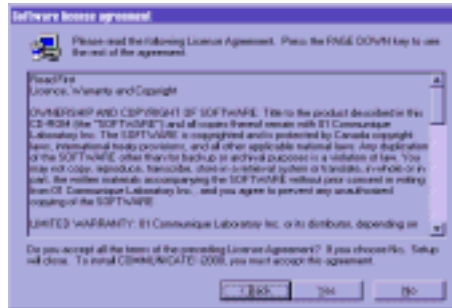 Software license agreement
Please read the following License Agreement. Press the PAGE DOWN key to see
the rest of the agreement.
Read First
Licence, Warranty and Copyright
OWNERSHIP AND COPYRIGHT OF SOFTWARE: Title to the product described in this
CD-ROM (the "SOFTWARE") and all copies thereof remain with 01 Communique
Laboratory Inc. The SOFTWARE is copyrighted and is protected by Canada copyright
laws, international treaty provisions, and all other applicable national laws. Any duplication
of the SOFTWARE other than for backup or archival purposes is a violation of law. You
may not copy, reproduce, transcribe, store in a retrieval system or translate, in whole or in
part, the written materials accompanying the SOFTWARE without prior consent in writing
from 01 Communique Laboratory Inc., and you agree to prevent any unauthorized
copying of the SOFTWARE.
LIMITED WARRANTY: 01 Communique Laboratory Inc. or its distributor, depending on
Do you accept all the terms of the preceding License Agreement? If you choose No, Setup
will close. To install COMMUNICATE! 2000, you must accept this agreement.
< Back
Yes
No